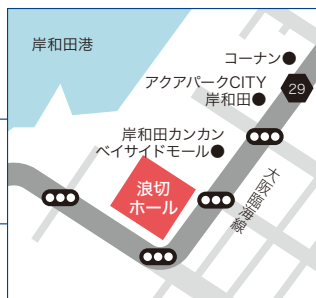 岸和田港
コーナン
アクアパークCITY
岸和田
29
岸和田カンカン
ベイサイドモール
浪切
ホール
大阪臨海線